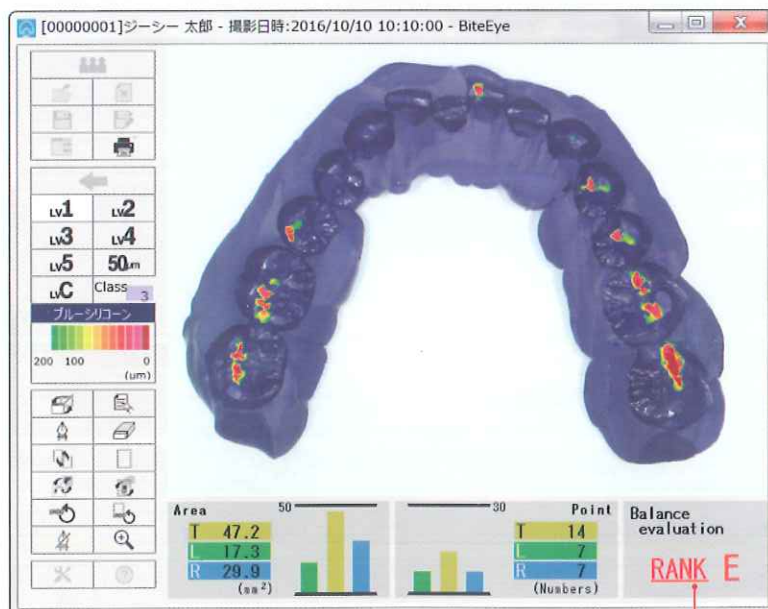 [00000001]ジーシー 太郎 - 撮影日時:2016/10/10 10:10:00 - BiteEye
LV1 LV2
LV3 LV4
LV5 50μm
LVC Class 3
ブルーシリコーン
200 100 0
(um)
Area 50
T 47.2
L 17.3
R 29.9
(mm²)
30 Point
T 14
L 7
R 7
(Numbers)
Balance
evaluation
RANK E